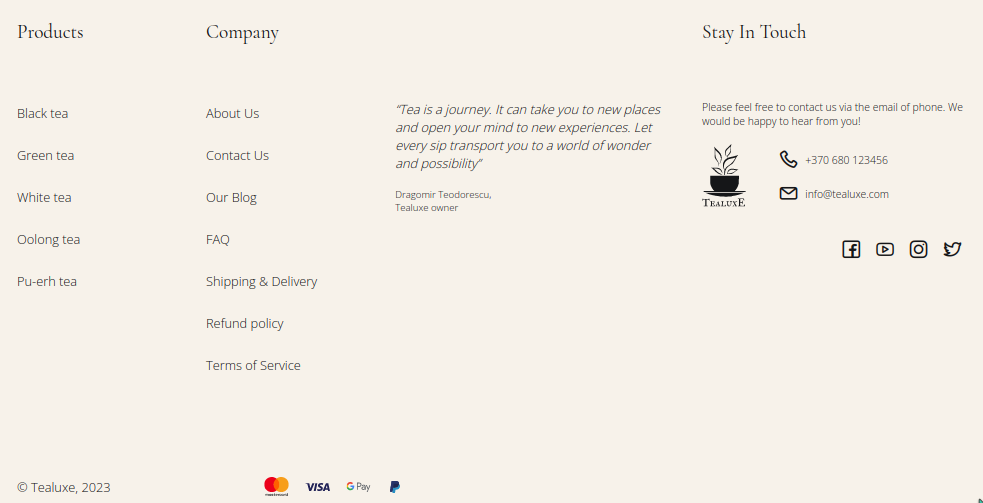 Products
Black tea
Green tea
White tea
Oolong tea
Pu-erh tea
Company
About Us
Contact Us
Our Blog
FAQ
Shipping & Delivery
Refund policy
Terms of Service
“Tea is a journey. It can take you to new places
and open your mind to new experiences. Let
every sip transport you to a world of wonder
and possibility”
Dragomir Teodorescu,
Tealuxe owner
Stay In Touch
Please feel free to contact us via the email of phone. We
would be happy to hear from you!
TEALUXE
+370 680 123456
info@tealuxe.com
© Tealuxe, 2023
mastercard
VISA
G Pay